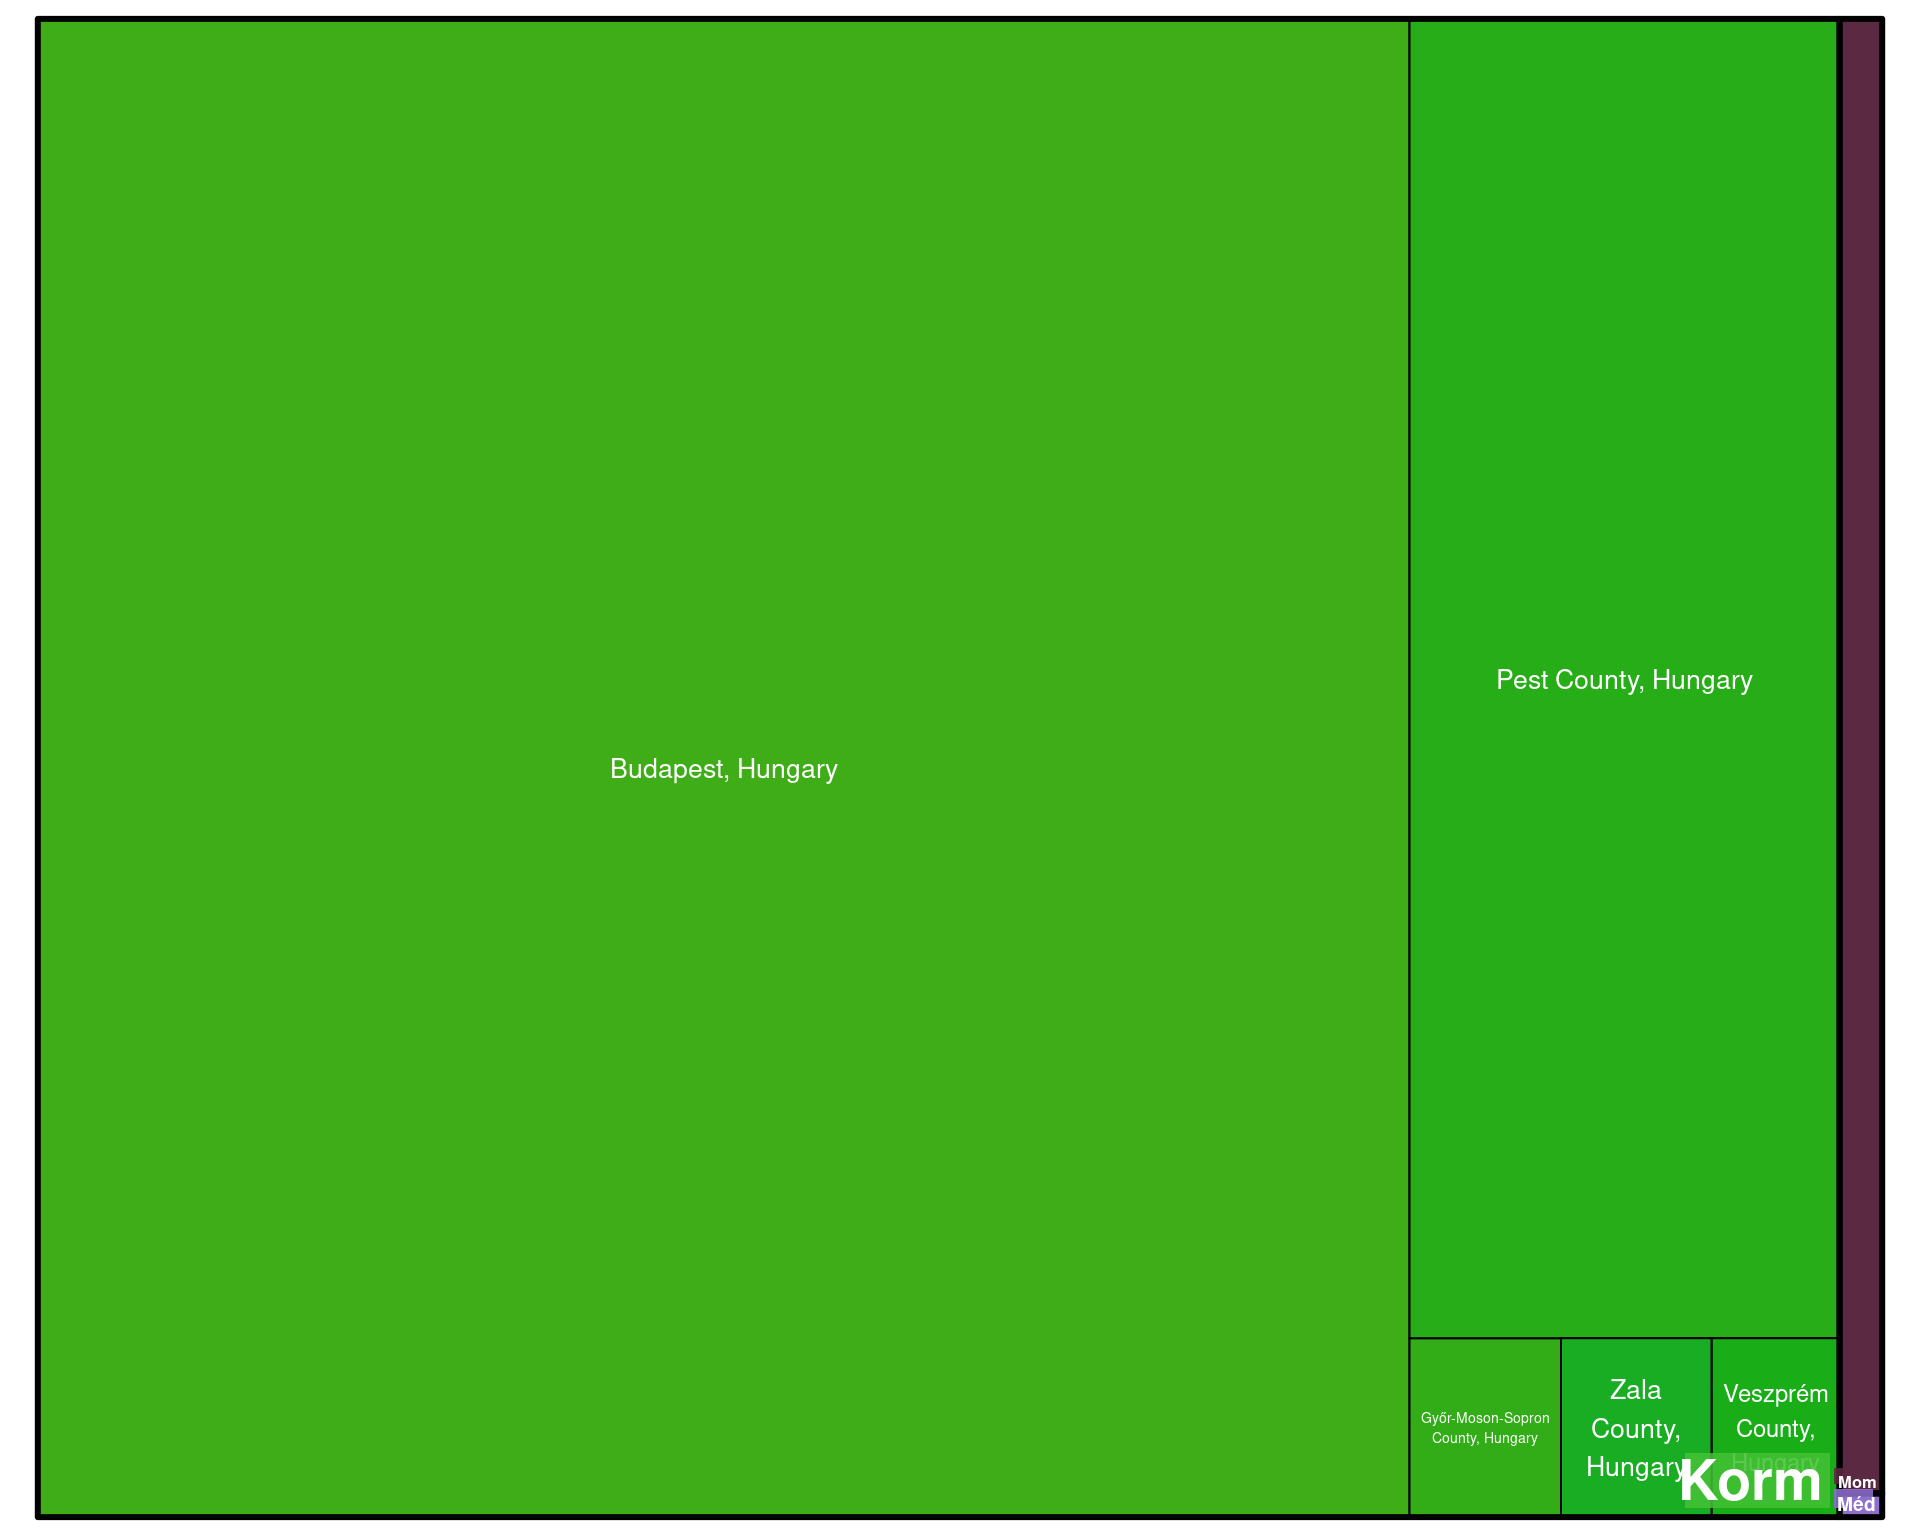 Budapest, Hungary
Pest County, Hungary
Győr-Moson-Sopron
County, Hungary
Zala
County,
Hungary
Veszprém
County,
Hungary
Korm
Mom
Méd